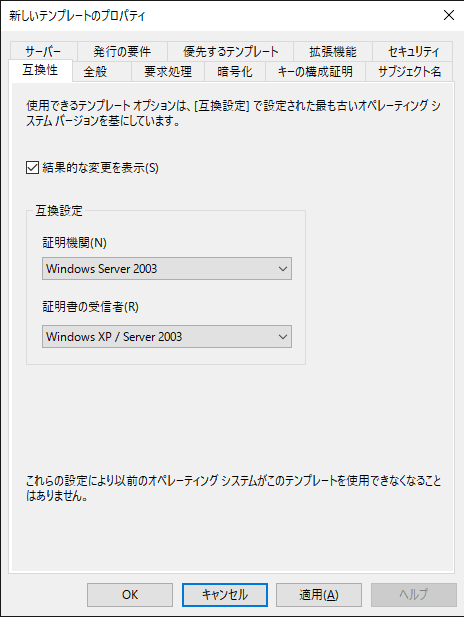 新しいテンプレートのプロパティ
サーバー 発行の要件 優先するテンプレート 拡張機能 セキュリティ
互換性 全般 要求処理 暗号化 キーの構成証明 サブジェクト名
使用できるテンプレート オプションは、[互換設定] で設定された最も古いオペレーティング シ
ステム バージョンを基にしています。
結果的な変更を表示(S)
互換設定
証明機関(N)
Windows Server 2003
証明書の受信者(R)
Windows XP / Server 2003
これらの設定により以前のオペレーティング システムがこのテンプレートを使用できなくなること
はありません。
OK キャンセル 適用(A) ヘルプ